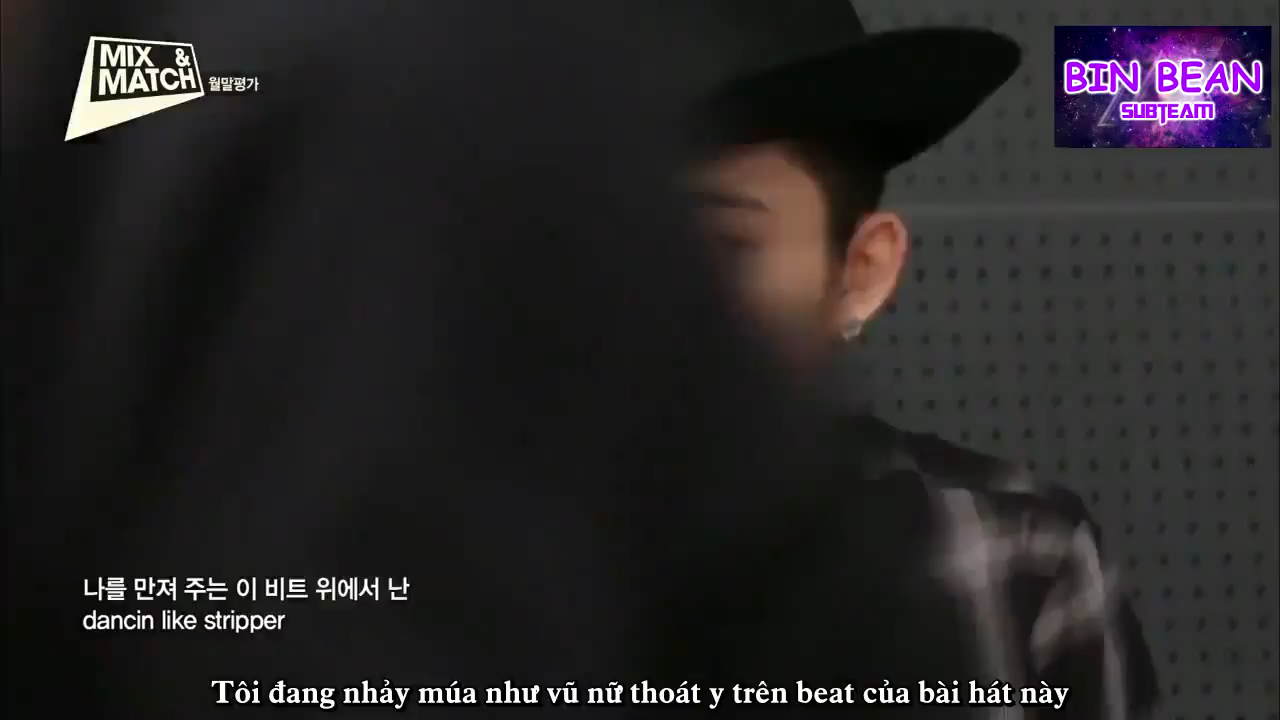 MIX &
MATCH 월말평가
BIN BEAN
SUBTEAM
나를 만져 주는 이 비트 위에서 난
dancin like stripper
Tôi đang nhảy múa như vũ nữ thoát y trên beat của bài hát này